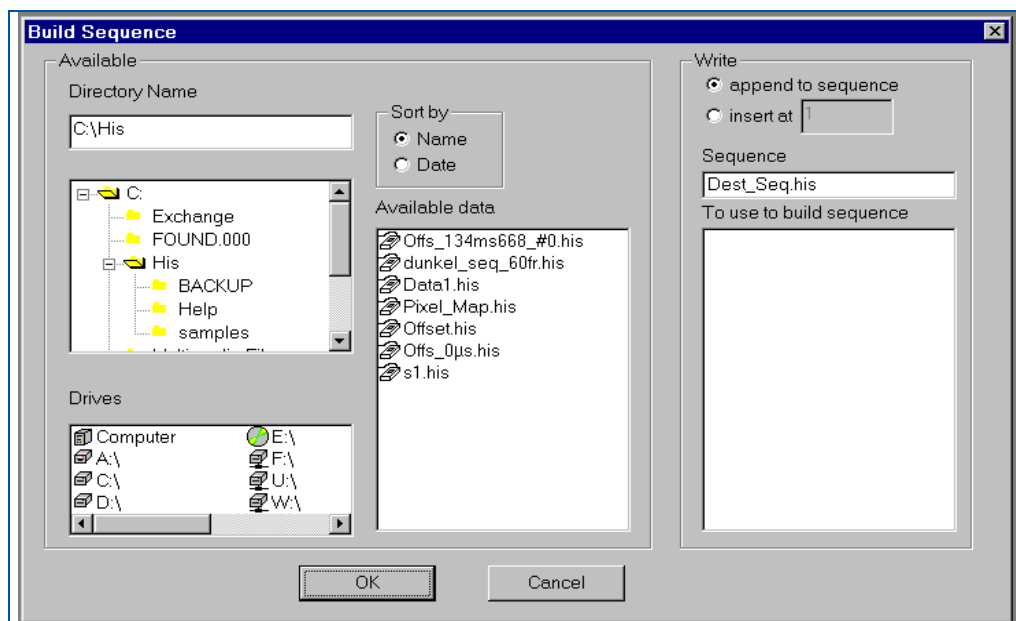 Build Sequence
Available
Directory Name
C:\His
C:
Exchange
FOUND.000
His
BACKUP
Help
samples
Drives
Computer
A:\
C:\
D:\
E:\
F:\
U:\
W:\
Sort by
Name
Date
Available data
Offs_134ms668_#0.his
dunkel_seq_60fr.his
Data1.his
Pixel_Map.his
Offset.his
Offs_0µs.his
s1.his
Write
append to sequence
insert at 1
Sequence
Dest_Seq.his
To use to build sequence
OK
Cancel